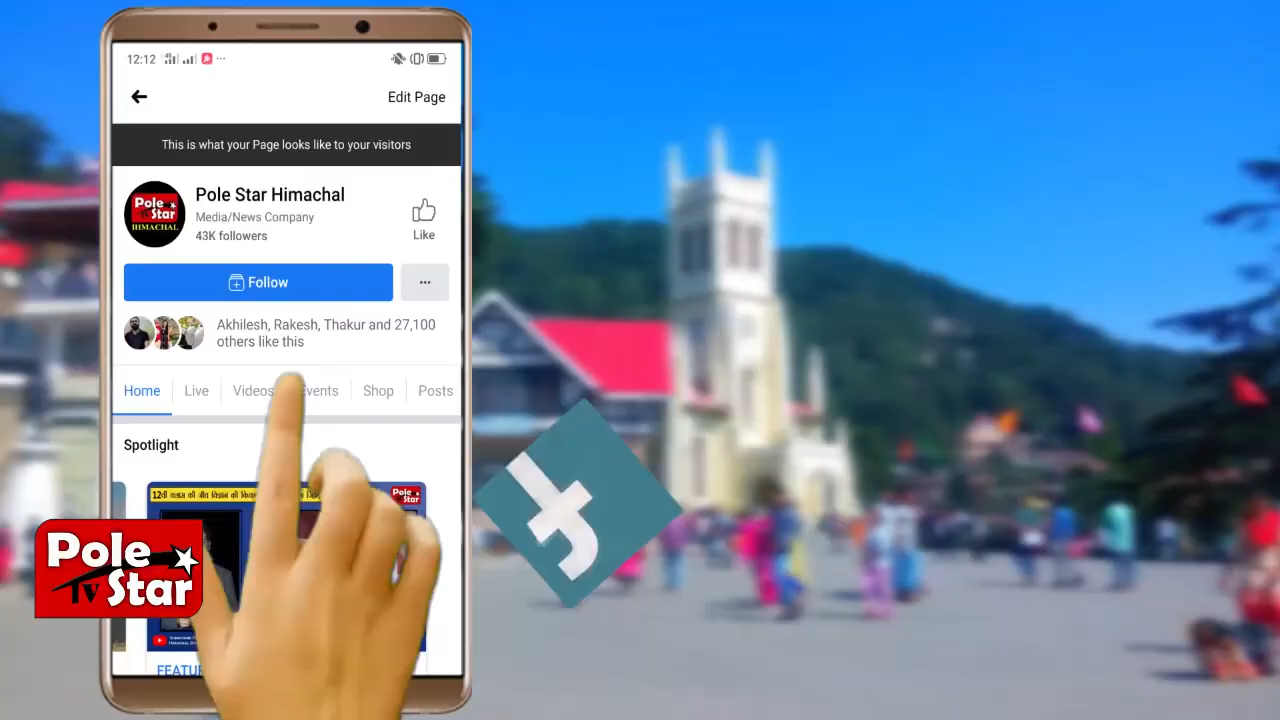 12:12
Edit Page
This is what your Page looks like to your visitors
Pole Star Himachal
Media/News Company
43K followers
Like
Pole
TV Star
HIMACHAL
Follow
Akhilesh, Rakesh, Thakur and 27,100
others like this
Home
Live
Videos
Events
Shop
Posts
Spotlight
12वी क्लास की जीव विज्ञान की
Pole
Star
Pole
TV Star